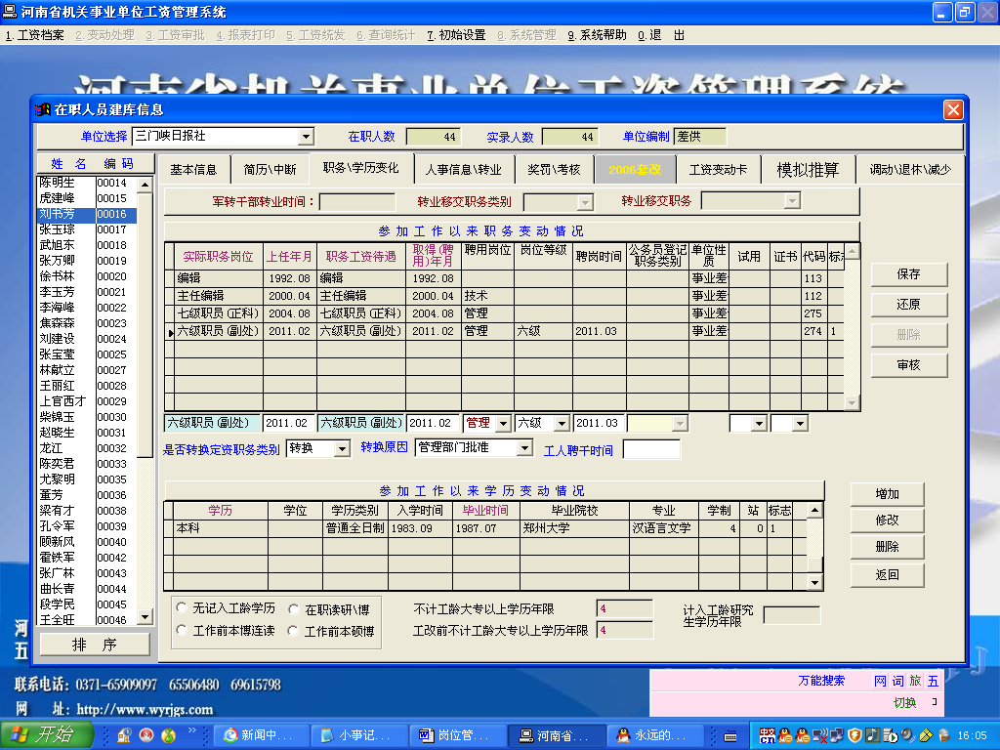 河南省机关事业单位工资管理系统
1.工资档案 2.变动处理 3.工资审批 4.报表打印 5.工资统发 6.查询统计 7.初始设置 8.系统管理 9.系统帮助 0.退 出
河南省机关事业单位工资管理系统
在职人员建库信息
单位选择 三门峡日报社 在职人数 44 实录人数 44 单位编制 差供
姓 名 编 码
陈明生 00014
虎建峰 00015
刘书芳 00016
张玉琮 00017
武旭东 00018
张万卿 00019
徐书林 00020
李玉芳 00021
李海峰 00022
焦森森 00023
刘建设 00024
张宝莹 00025
林献立 00027
王丽红 00028
上官西才 00029
柴锦玉 00030
赵晓生 00031
龙江 00032
陈奕君 00033
尤黎明 00035
董芳 00036
梁有才 00038
孔令军 00039
顾新风 00040
霍铁军 00042
张广林 00043
曲长青 00044
段学民 00045
王全旺 00046
排 序
基本信息 简历\中断 职务\学历变化 人事信息\转业 奖罚\考核 2006套改 工资变动卡 模拟推算 调动\退休\减少
军转干部转业时间： 转业移交职务类别 转业移交职务
参 加 工 作 以 来 职 务 变 动 情 况
实际职务岗位 上任年月 职务工资待遇 取得(聘用)年月 聘用岗位 岗位等级 聘岗时间 公务员登记职务类别 单位性质 试用 证书 代码 标志
编辑 1992.08 编辑 1992.08 事业差 113
主任编辑 2000.04 主任编辑 2000.04 技术 事业差 112
七级职员(正科) 2004.08 七级职员(正科) 2004.08 管理 事业差 275
六级职员(副处) 2011.02 六级职员(副处) 2011.02 管理 六级 2011.03 事业差 274 1
六级职员(副处) 2011.02 六级职员(副处) 2011.02 管理 六级 2011.03
是否转换定资职务类别 转换 转换原因 管理部门批准 工人聘干时间
保存
还原
删除
审核
参 加 工 作 以 来 学 历 变 动 情 况
学历 学位 学历类别 入学时间 毕业时间 毕业院校 专业 学制 站 标志
本科 普通全日制 1983.09 1987.07 郑州大学 汉语言文学 4 0 1
增加
修改
删除
返回
无记入工龄学历 在职读研\博 不计工龄大专以上学历年限 4 计入工龄研究生学历年限
工作前本博连读 工作前本硕博 工改前不计工龄大专以上学历年限 4
河
五
联系电话: 0371-65909097 65506480 69615798
网 址: http://www.wyrjgs.com
万能搜索 网 词 旅 五
切换
开始 新闻中... 小事记... 岗位管... 河南省... 永远的... 16:05